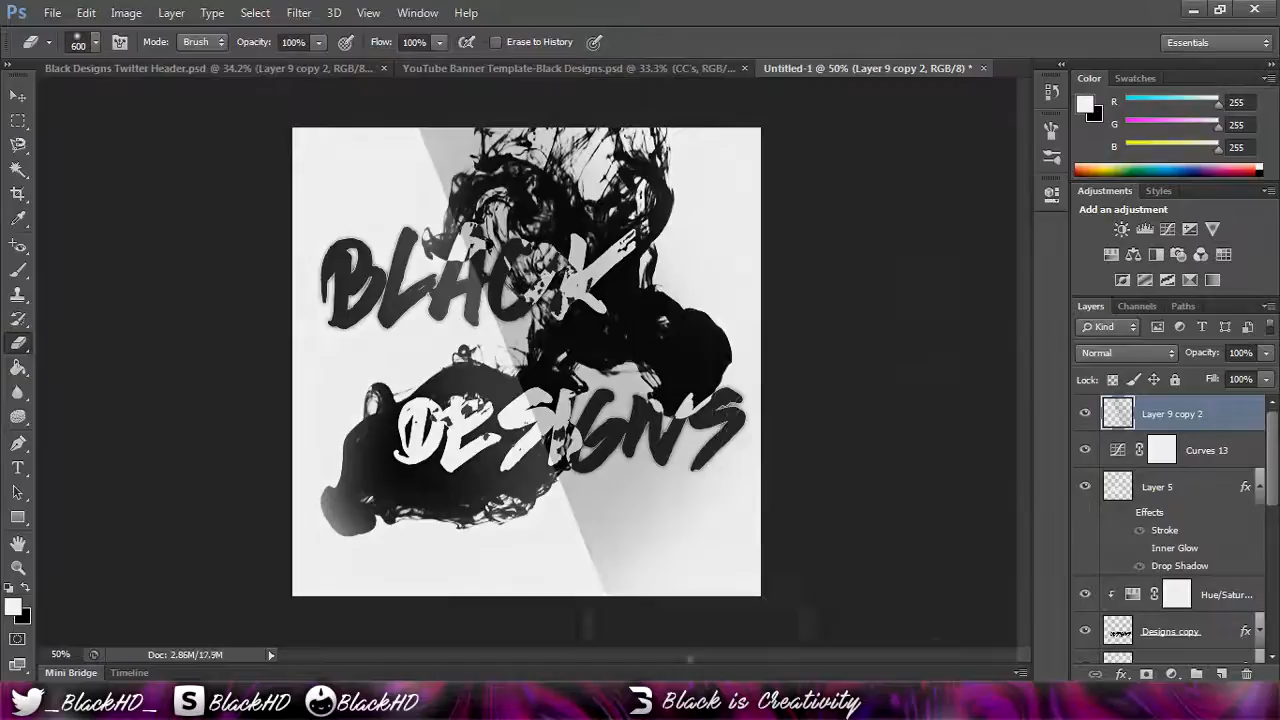 Ps File Edit Image Layer Type Select Filter 3D View Window Help
600 Mode: Brush Opacity: 100% Flow: 100% Erase to History Essentials
Black Designs Twitter Header.psd @ 34.2% (Layer 9 copy 2, RGB/8... × YouTube Banner Template-Black Designs.psd @ 33.3% (CC's, RGB/... × Untitled-1 @ 50% (Layer 9 copy 2, RGB/8) * ×
Color Swatches
R 255
G 255
B 255
Adjustments Styles
Add an adjustment
Layers Channels Paths
Kind
Normal Opacity: 100%
Lock: Fill: 100%
Layer 9 copy 2
Curves 13
Layer 5 fx
Effects
Stroke
Inner Glow
Drop Shadow
Hue/Satur...
Designs copy fx
BLACK
DESIGNS
50% Doc: 2.86M/17.9M
Mini Bridge Timeline
_BlackHD_ S BlackHD BlackHD Black is Creativity